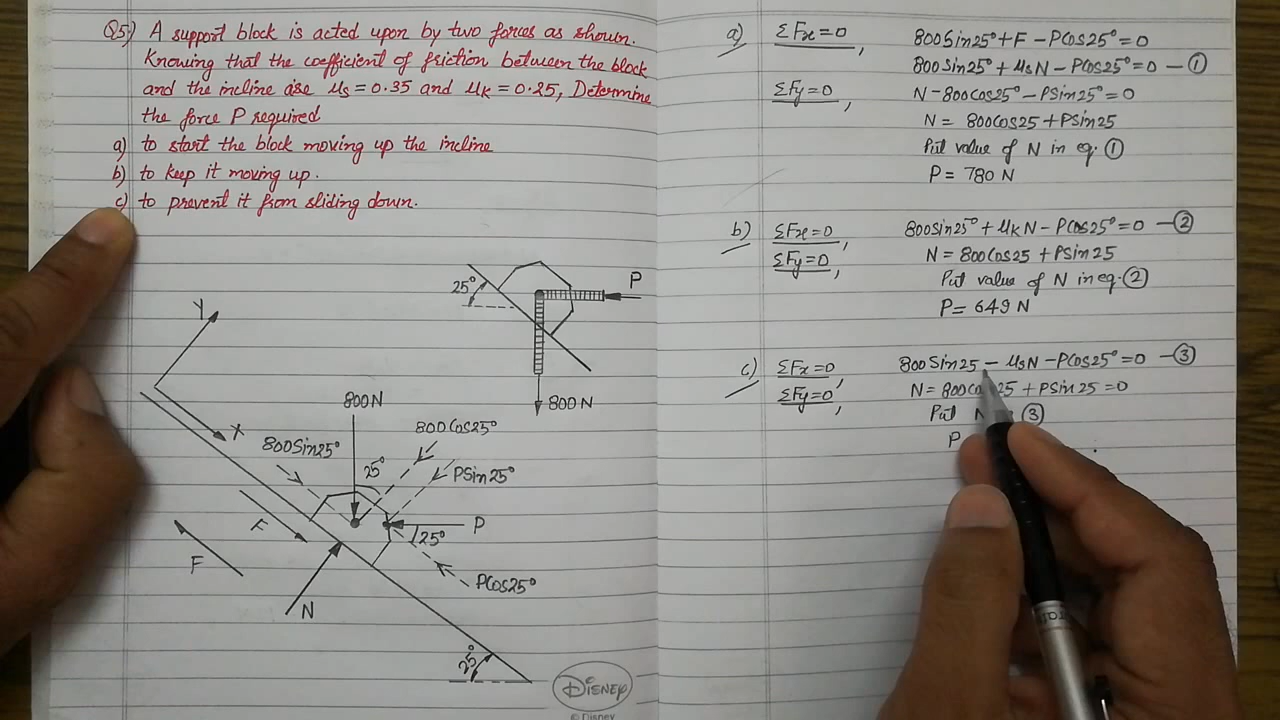 Q5) A support block is acted upon by two forces as shown.
Knowing that the coefficient of friction between the block
and the incline are μs = 0.35 and μK = 0.25, Determine
the force P required
a) to start the block moving up the incline
b) to keep it moving up.
c) to prevent it from sliding down.
25°
P
800N
Y
X
800N
800Sin25°
25°
800Cos25°
PSin25°
P
25°
PCos25°
F
F
N
25°
DISNEY
© Disney
a) ΣFx=0, 800Sin25°+F-PCos25°=0
800Sin25°+μsN-PCos25°=0 -①
ΣFy=0, N-800Cos25°-PSin25°=0
N= 800Cos25+PSin25
Put value of N in eq. ①
P= 780 N
b) ΣFx=0, 800Sin25°+μKN-PCos25°=0 -②
ΣFy=0, N=800Cos25+PSin25
Put value of N in eq.②
P= 649 N
c) ΣFx=0, 800Sin25-μsN-PCos25°=0 -③
ΣFy=0, N= 25+PSin25=0
Put ③
P